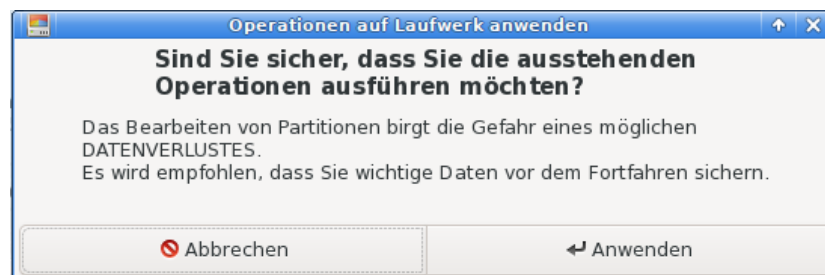 Operationen auf Laufwerk anwenden
Sind Sie sicher, dass Sie die ausstehenden
Operationen ausführen möchten?
Das Bearbeiten von Partitionen birgt die Gefahr eines möglichen
DATENVERLUSTES.
Es wird empfohlen, dass Sie wichtige Daten vor dem Fortfahren sichern.
Abbrechen
Anwenden